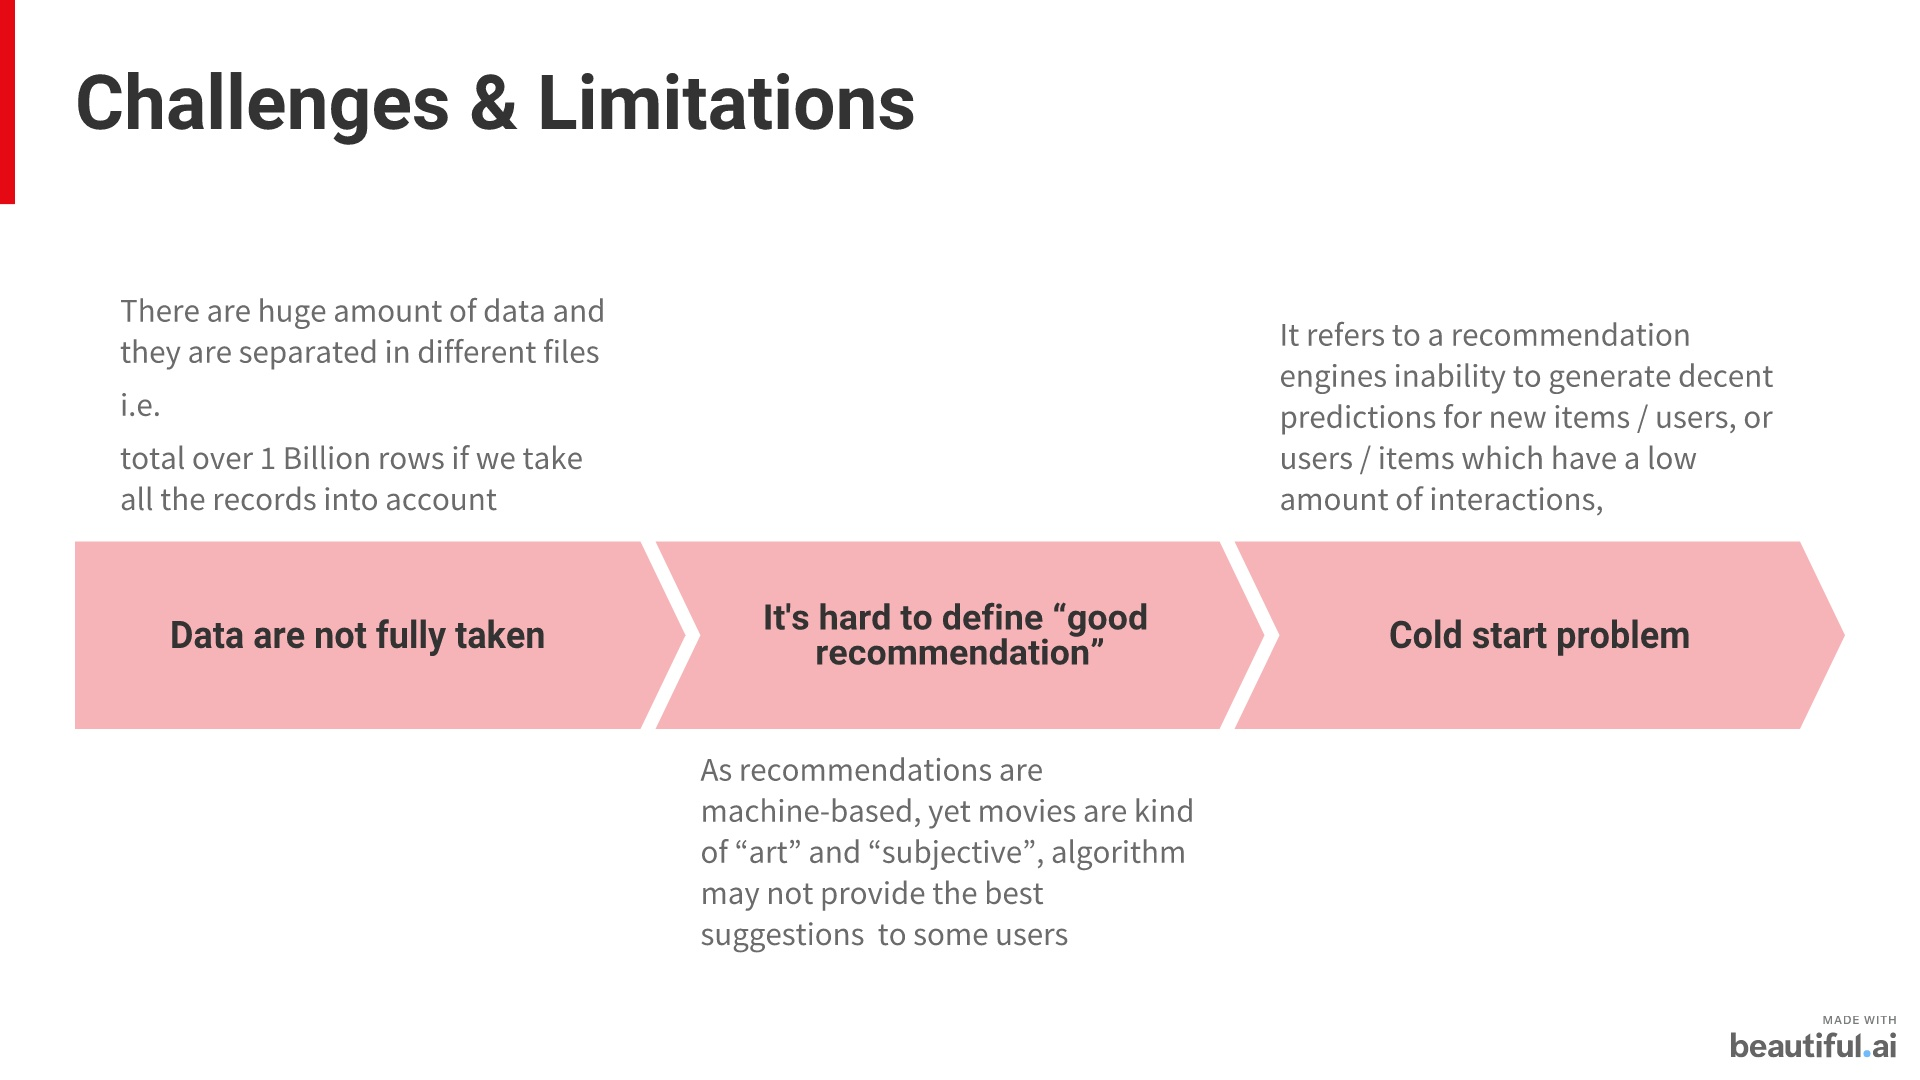 Challenges & Limitations
There are huge amount of data and
they are separated in different files
i.e.
total over 1 Billion rows if we take
all the records into account
Data are not fully taken
It's hard to define “good
recommendation”
As recommendations are
machine-based, yet movies are kind
of “art” and “subjective”, algorithm
may not provide the best
suggestions  to some users
It refers to a recommendation
engines inability to generate decent
predictions for new items / users, or
users / items which have a low
amount of interactions,
Cold start problem
MADE WITH
beautiful.ai